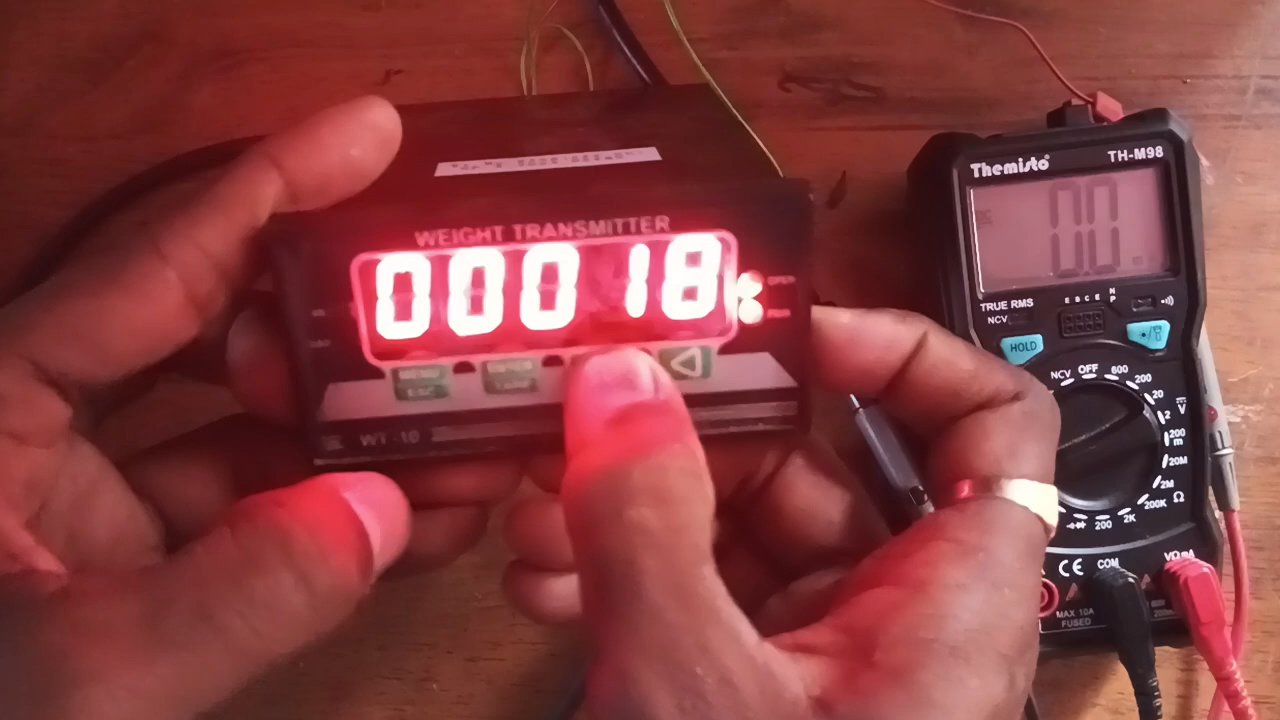 WEIGHT TRANSMITTER
00018
WT-10
Themisto
TH-M98
0.0
TRUE RMS
NCV
HOLD
NCV OFF 600
200
20
2
V
200
m
20M
2M
200K
Ω
2K
200
CE
COM
VΩmA
MAX 10A
FUSED